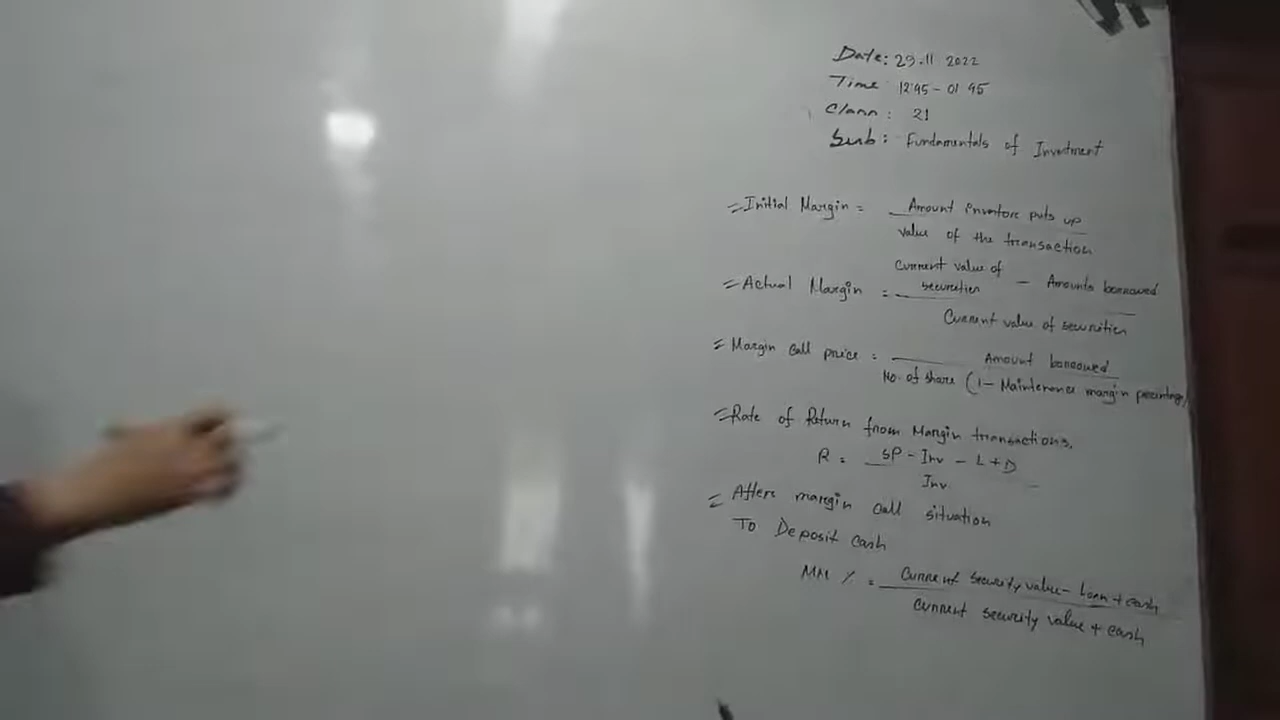 Date: 29.11 2022
Time 12:45 - 01 45
Class : 21
Sub : Fundamentals of Investment
= Initial Margin = Amount investore puts up
value of the transaction
= Actual Margin = Current value of securities - Amounts borrowed
Current value of securities
= Margin call price = Amount borrowed
No. of share (1 - Maintenance margin percentage)
= Rate of Return from Margin transactions.
R = SP - Inv - L + D
Inv
= Afters margin call situation
To Deposit cash
MM % = Current security value - Loan + cash
Current security value + cash